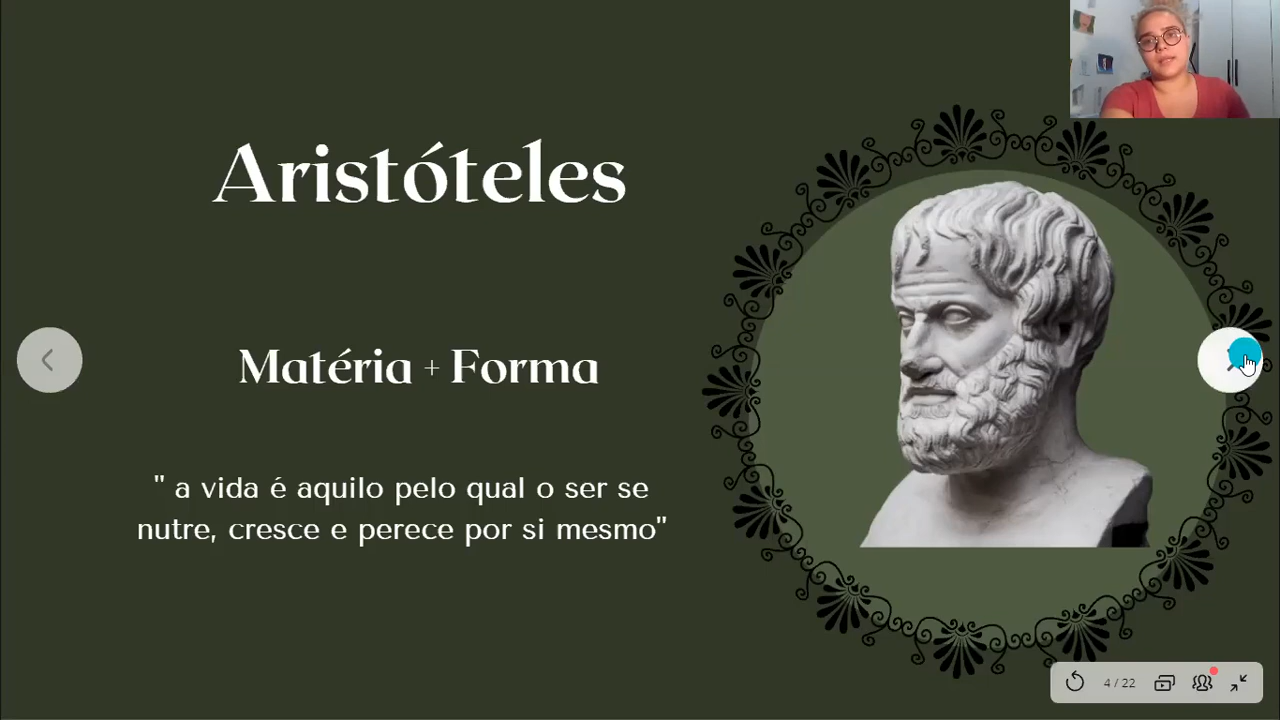 Aristóteles
Matéria + Forma
" a vida é aquilo pelo qual o ser se
nutre, cresce e perece por si mesmo"
4 / 22